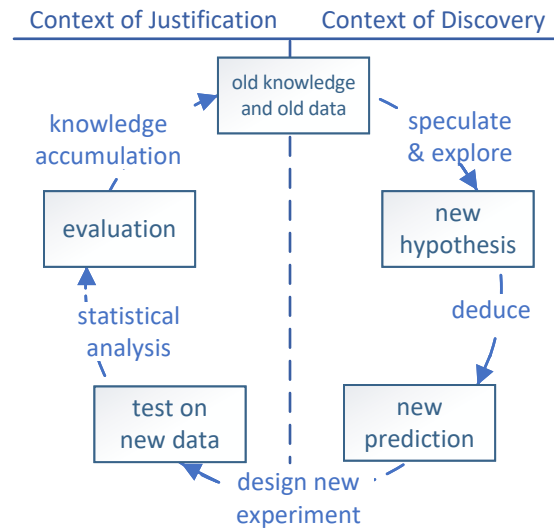 Context of Justification
Context of Discovery
old knowledge
and old data
speculate
& explore
new
hypothesis
deduce
new
prediction
design new
experiment
test on
new data
statistical
analysis
evaluation
knowledge
accumulation